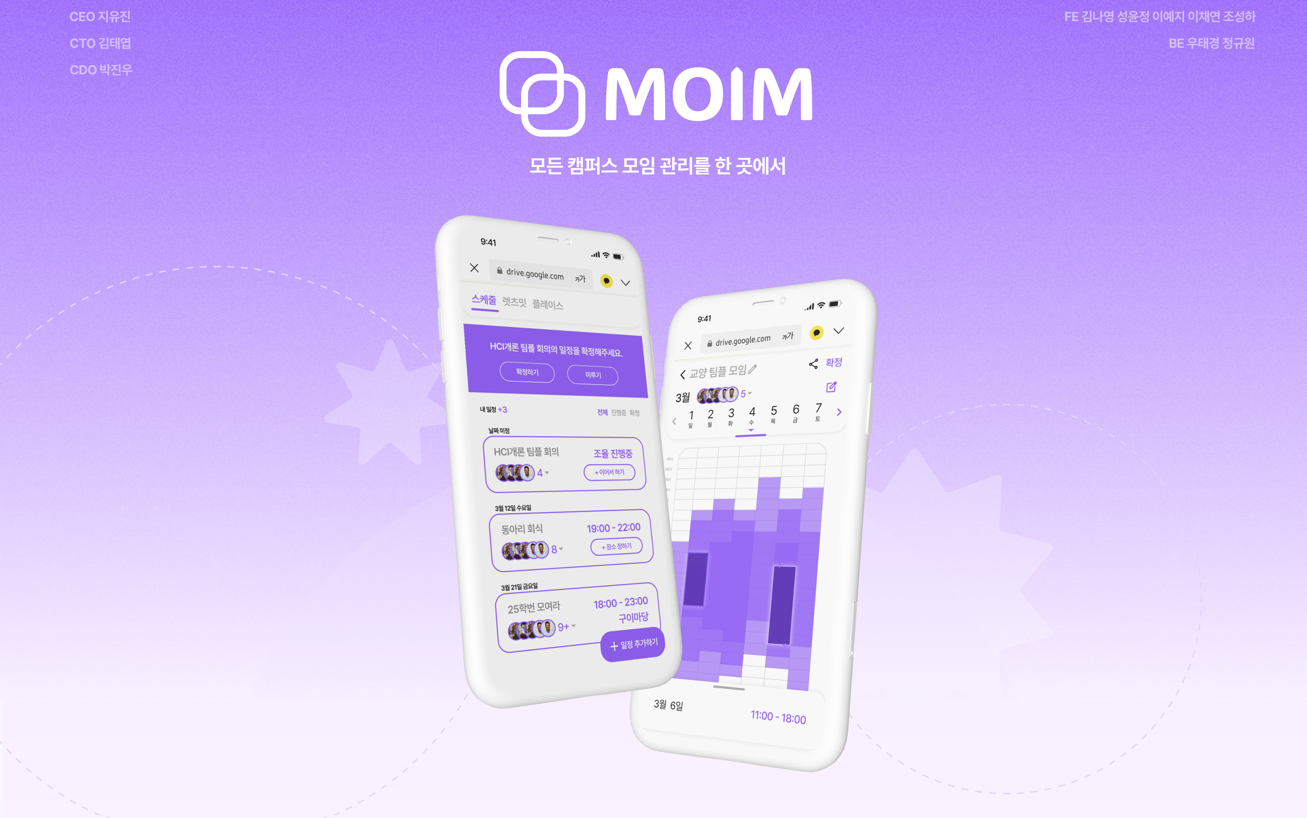 CEO 지유진
CTO 김태엽
CDO 박진우
FE 김나영 성윤정 이예지 이채연 조성하
BE 우태경 정규원
MOIM
모든 캠퍼스 모임 관리를 한 곳에서
9:41
drive.google.com 가가
스케줄 렛츠밋 플레이스
HCI개론 팀플 회의의 일정을 확정해주세요.
확정하기 미루기
내 일정 +3
전체 진행중 확정
날짜 미정
HCI개론 팀플 회의 조율 진행중
4 + 이어서 하기
3월 12일 수요일
동아리 회식 19:00 - 22:00
8 + 장소 정하기
3월 21일 금요일
25학번 모여라 18:00 - 23:00
9+ 구이마당
+ 일정 추가하기
9:41
drive.google.com 가가
교양 팀플 모임 확정
3월 5
1 2 3 4 5 6 7
일 월 화 수 목 금 토
3월 6일 11:00 - 18:00